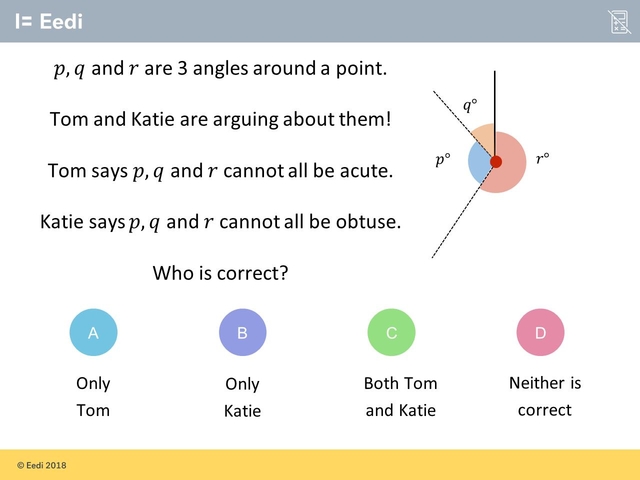 I= Eedi
p, q and r are 3 angles around a point.
Tom and Katie are arguing about them!
Tom says p, q and r cannot all be acute.
Katie says p, q and r cannot all be obtuse.
Who is correct?
q°
p°
r°
A
Only
Tom
B
Only
Katie
C
Both Tom
and Katie
D
Neither is
correct
© Eedi 2018